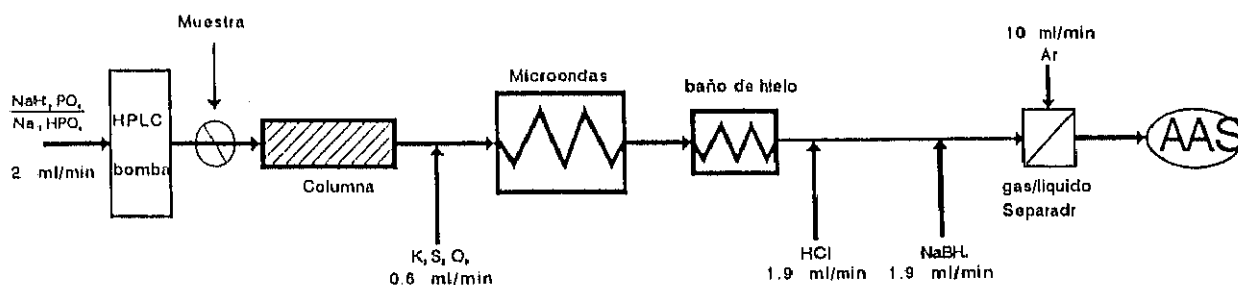 Muestra
NaH₂PO₄
Na₂HPO₄
2 ml/min
HPLC
bomba
Columna
K₂S₂O₈
0.6 ml/min
Microondas
baño de hielo
HCl
1.9 ml/min
NaBH₄
1.9 ml/min
10 ml/min
Ar
gas/liquido
Separadr
AAS